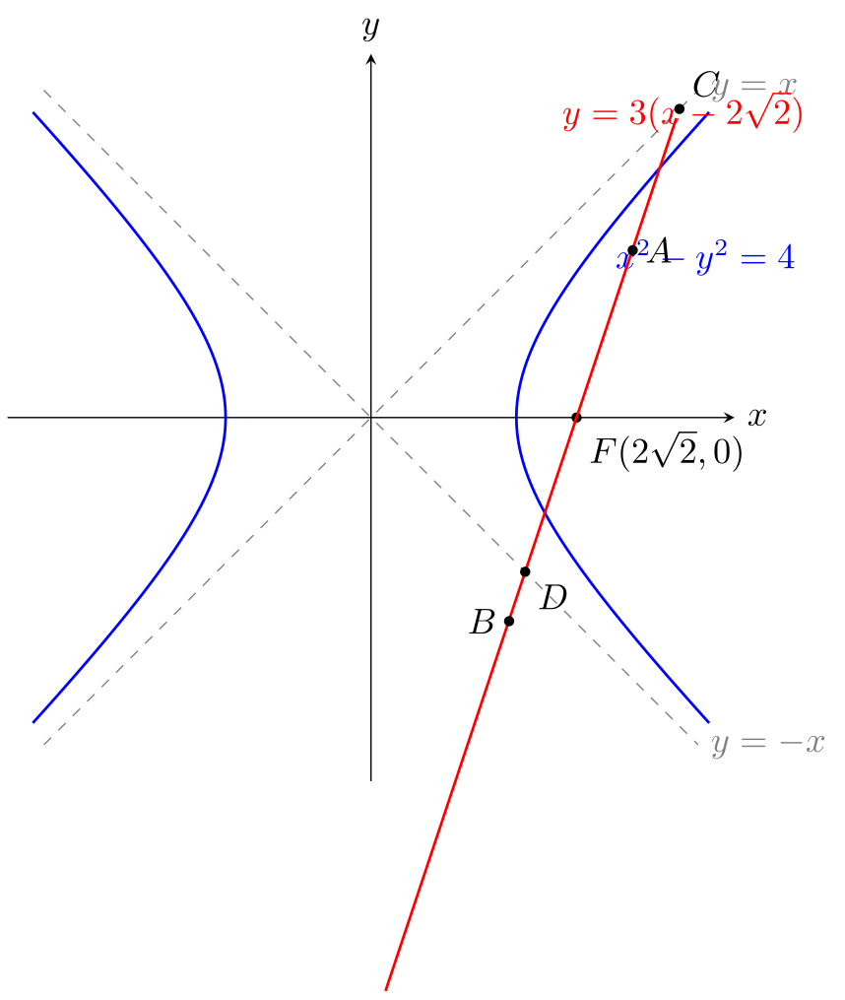 y
C
y = x
y = 3(x − 2√2)
A
x² − y² = 4
x
F(2√2, 0)
D
B
y = −x